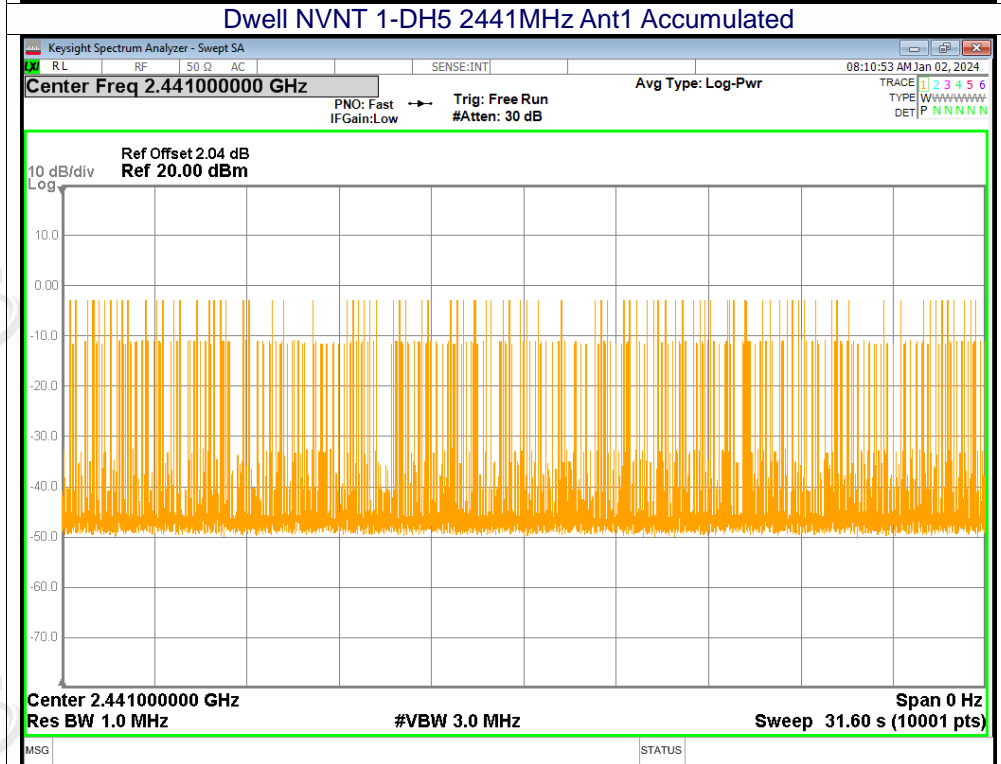 Dwell NVNT 1-DH5 2441MHz Ant1 Accumulated
Keysight Spectrum Analyzer - Swept SA
LXI RL RF 50 Ω AC SENSE:INT 08:10:53 AM Jan 02, 2024
Center Freq 2.441000000 GHz Avg Type: Log-Pwr TRACE 1 2 3 4 5 6
PNO: Fast Trig: Free Run TYPE WWWWWW
IFGain:Low #Atten: 30 dB DET P N N N N N
Ref Offset 2.04 dB
10 dB/div Ref 20.00 dBm
Log
10.0
0.00
-10.0
-20.0
-30.0
-40.0
-50.0
-60.0
-70.0
Center 2.441000000 GHz Span 0 Hz
Res BW 1.0 MHz #VBW 3.0 MHz Sweep 31.60 s (10001 pts)
MSG STATUS